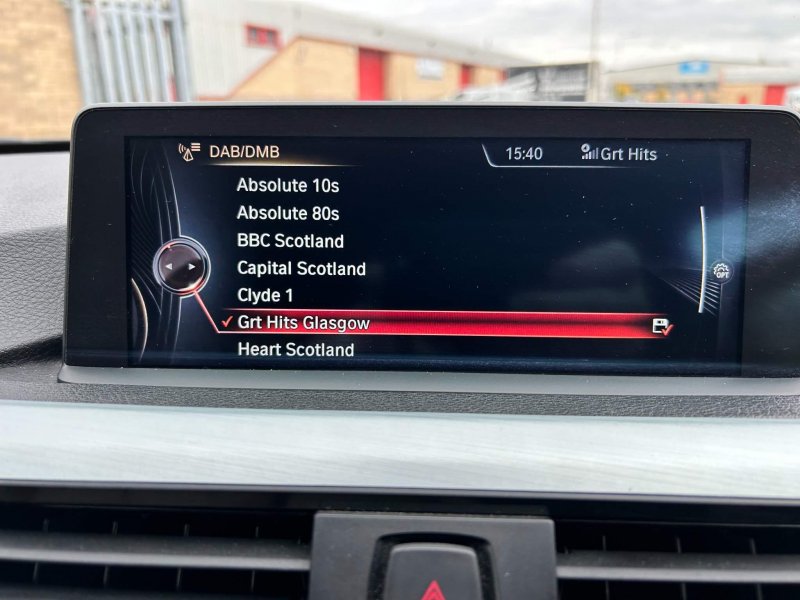 DAB/DMB
15:40
Grt Hits
Absolute 10s
Absolute 80s
BBC Scotland
Capital Scotland
Clyde 1
Grt Hits Glasgow
Heart Scotland
OPT